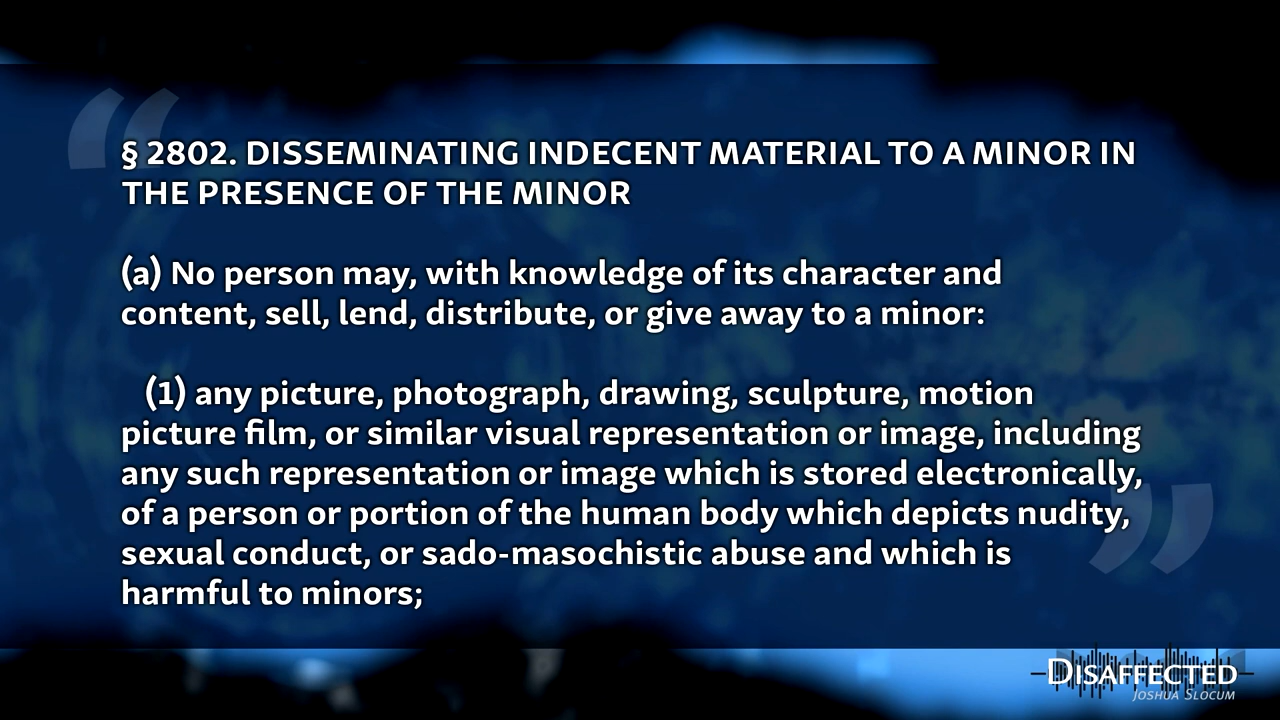 § 2802. DISSEMINATING INDECENT MATERIAL TO A MINOR IN
THE PRESENCE OF THE MINOR
(a) No person may, with knowledge of its character and
content, sell, lend, distribute, or give away to a minor:
(1) any picture, photograph, drawing, sculpture, motion
picture film, or similar visual representation or image, including
any such representation or image which is stored electronically,
of a person or portion of the human body which depicts nudity,
sexual conduct, or sado-masochistic abuse and which is
harmful to minors;
DISAFFECTED
JOSHUA SLOCUM